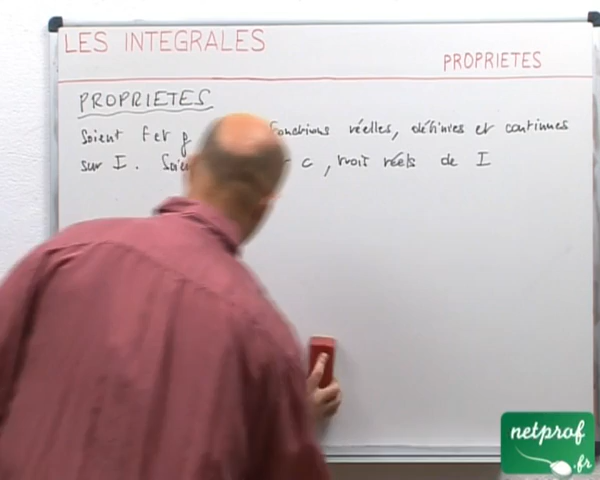 LES INTEGRALES
PROPRIETES
PROPRIETES
Soient f et g fonctions réelles, définies et continues
sur I. Soient c, trois réels de I
netprof
.fr